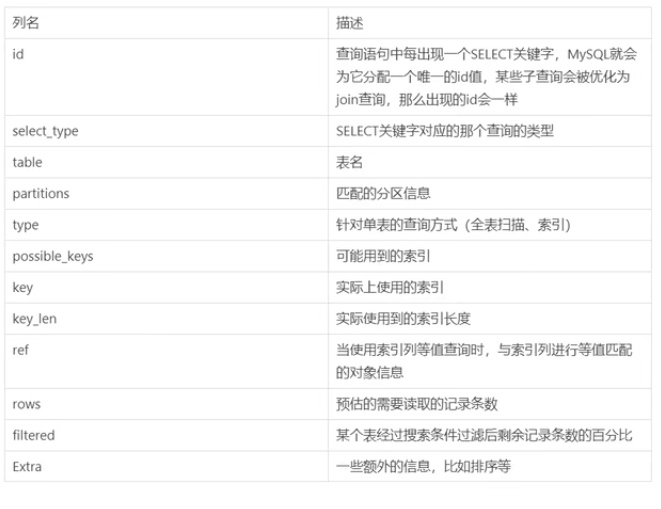 列名 描述
id 查询语句中每出现一个SELECT关键字，MySQL就会
为它分配一个唯一的id值，某些子查询会被优化为
join查询，那么出现的id会一样
select_type SELECT关键字对应的那个查询的类型
table 表名
partitions 匹配的分区信息
type 针对单表的查询方式（全表扫描、索引）
possible_keys 可能用到的索引
key 实际上使用的索引
key_len 实际使用到的索引长度
ref 当使用索引列等值查询时，与索引列进行等值匹配
的对象信息
rows 预估的需要读取的记录条数
filtered 某个表经过搜索条件过滤后剩余记录条数的百分比
Extra 一些额外的信息，比如排序等